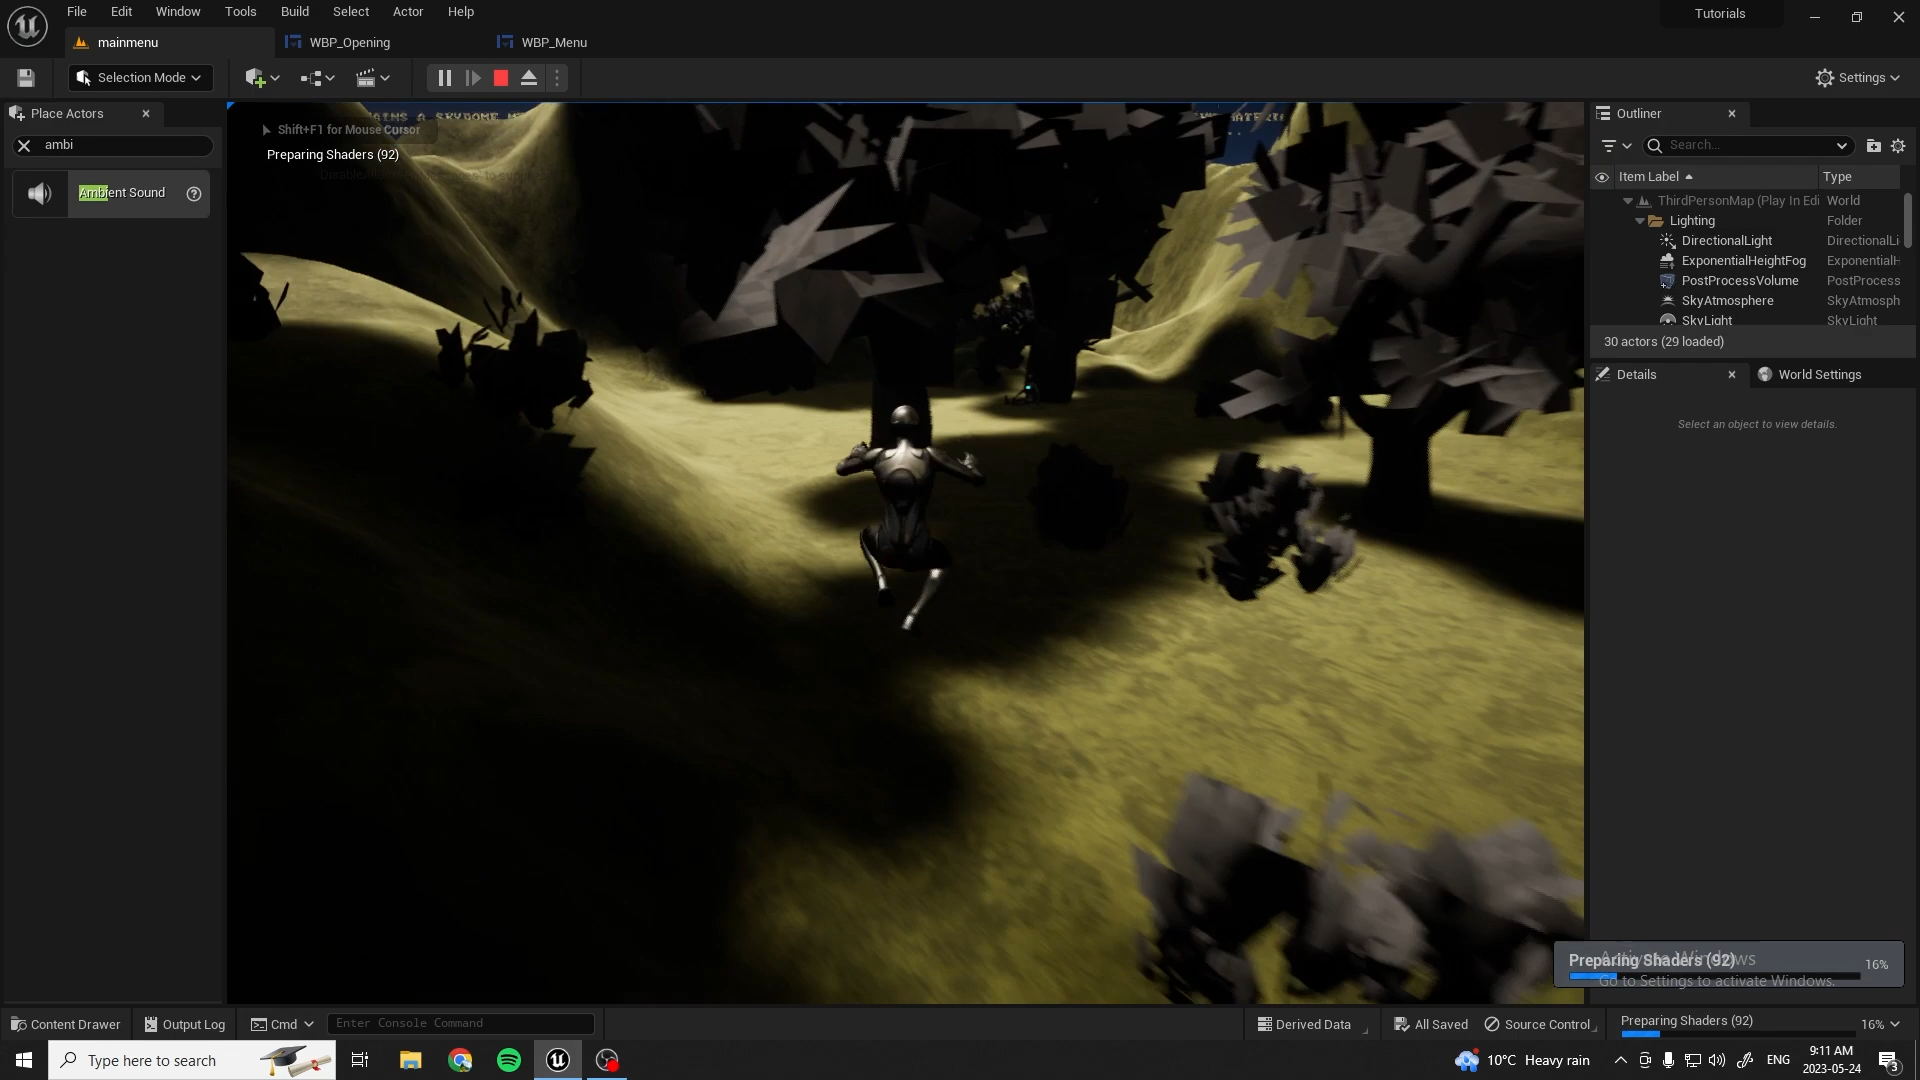 File Edit Window Tools Build Select Actor Help
Tutorials
mainmenu
WBP_Opening
WBP_Menu
Selection Mode
Settings
Place Actors
ambi
Ambient Sound
Shift+F1 for Mouse Cursor
Preparing Shaders (92)
Outliner
Search...
Item Label
Type
ThirdPersonMap (Play In Edi
World
Lighting
Folder
DirectionalLight
DirectionalLi
ExponentialHeightFog
ExponentialH
PostProcessVolume
PostProcess
SkyAtmosphere
SkyAtmosph
SkyLight
SkyLight
30 actors (29 loaded)
Details
World Settings
Select an object to view details.
Preparing Shaders (92)
16%
Activate Windows
Go to Settings to activate Windows.
Content Drawer
Output Log
Cmd
Enter Console Command
Derived Data
All Saved
Source Control
Preparing Shaders (92)
16%
Type here to search
10°C Heavy rain
ENG
9:11 AM
2023-05-24
3